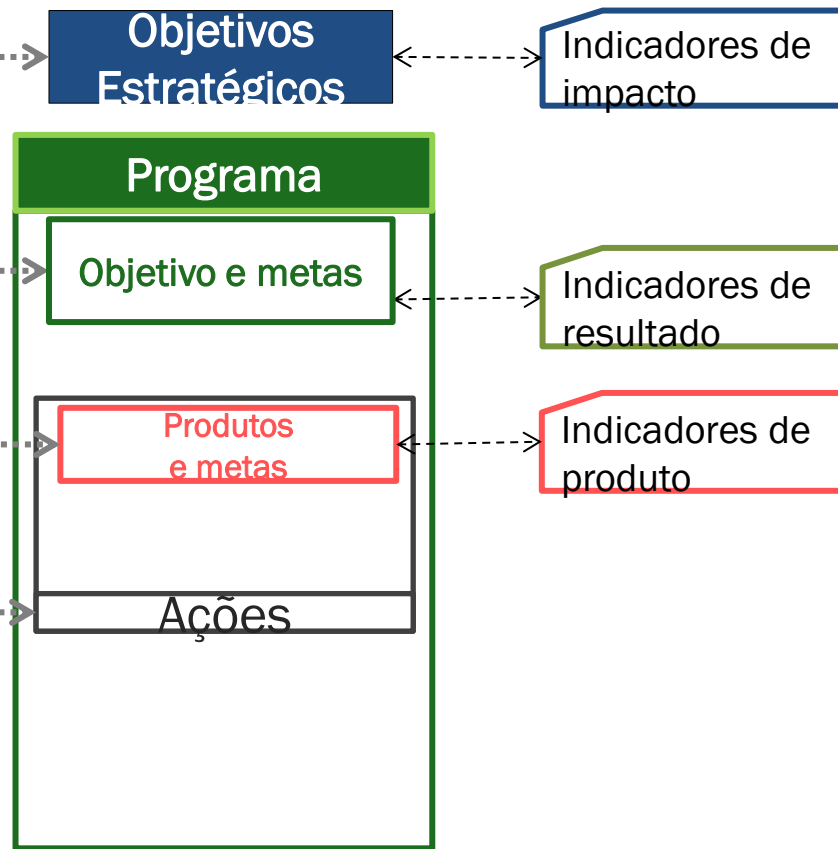 Objetivos
Estratégicos
Indicadores de
impacto
Programa
Objetivo e metas
Indicadores de
resultado
Produtos
e metas
Indicadores de
produto
Ações